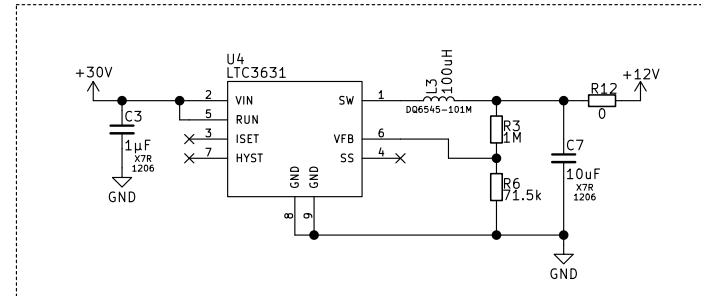 U4
LTC3631
+30V
C3
1µF
X7R
1206
GND
2 VIN
5 RUN
3 ISET
7 HYST
SW 1
VFB 6
SS 4
GND
GND
8
9
L3
100uH
DQ6545-101M
R3
1M
R6
71.5k
C7
10uF
X7R
1206
R12
0
+12V
GND